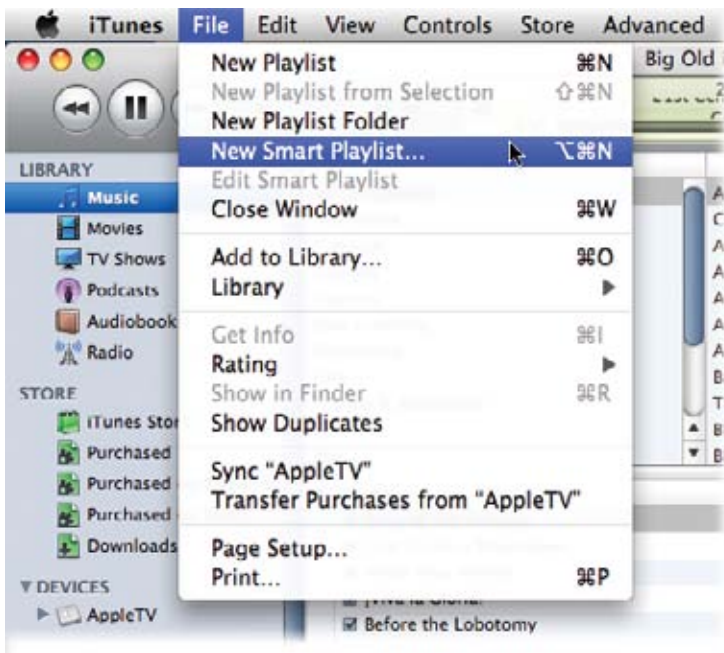 iTunes File Edit View Controls Store Advanced
Big Old
New Playlist ⌘N
New Playlist from Selection ⇧⌘N
New Playlist Folder
New Smart Playlist... ⌥⌘N
Edit Smart Playlist
Close Window ⌘W
Add to Library... ⌘O
Library
Get Info ⌘I
Rating
Show in Finder ⌘R
Show Duplicates
Sync “AppleTV”
Transfer Purchases from “AppleTV”
Page Setup...
Print... ⌘P
LIBRARY
Music
Movies
TV Shows
Podcasts
Audiobook
Radio
STORE
iTunes Stor
Purchased
Purchased
Purchased
Downloads
DEVICES
AppleTV
¡Viva la Gloria!
Before the Lobotomy